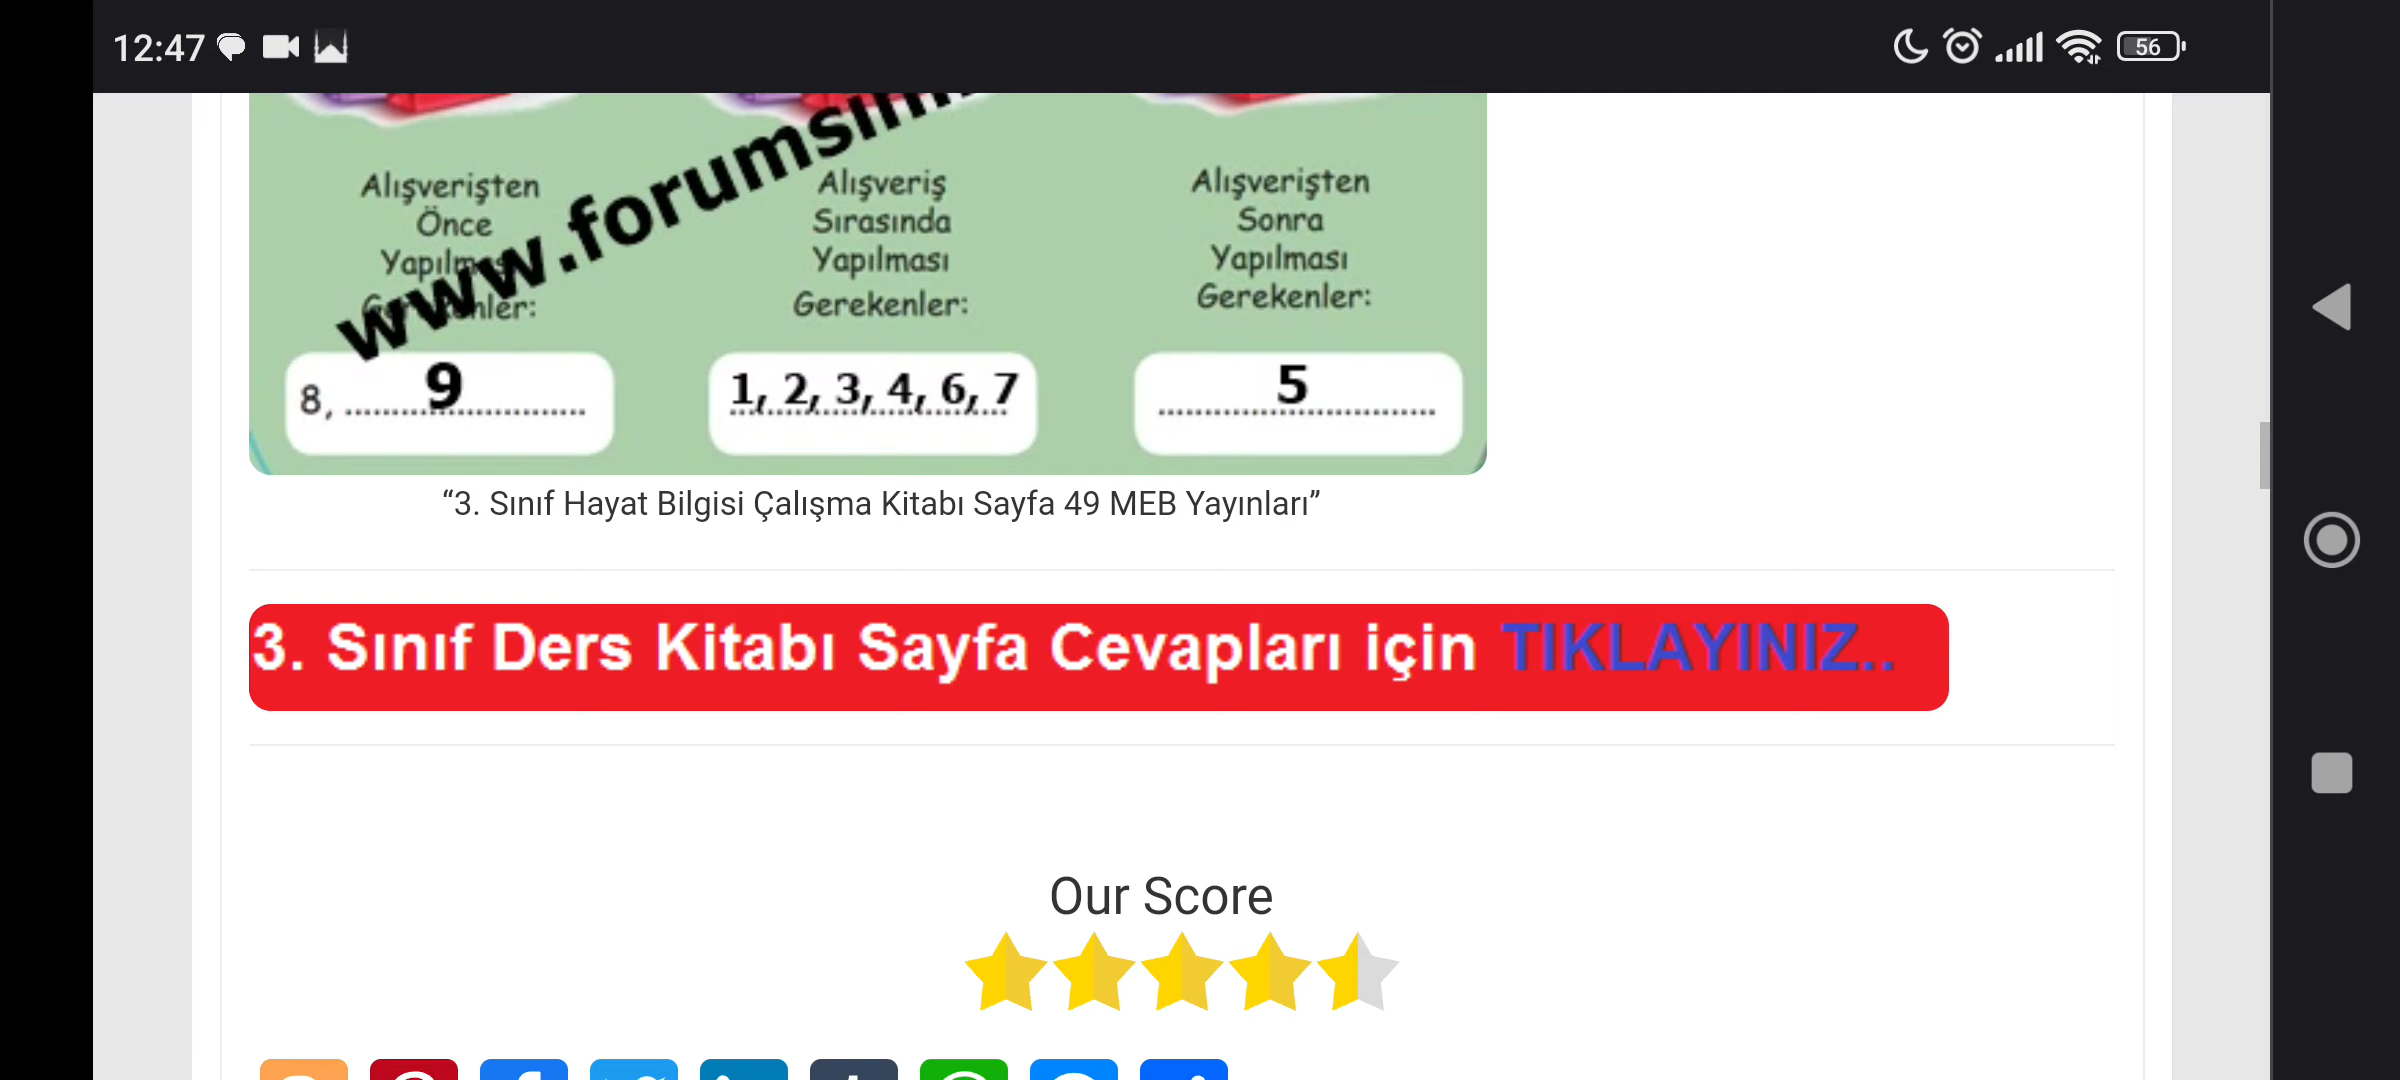 12:47
56
www.forumsin
Alışverişten
Önce
Gerekenler:
Alışveriş
Sırasında
Yapılması
Gerekenler:
Alışverişten
Sonra
Yapılması
Gerekenler:
8, 9
1, 2, 3, 4, 6, 7
5
“3. Sınıf Hayat Bilgisi Çalışma Kitabı Sayfa 49 MEB Yayınları”
3. Sınıf Ders Kitabı Sayfa Cevapları için TIKLAYINIZ..
Our Score